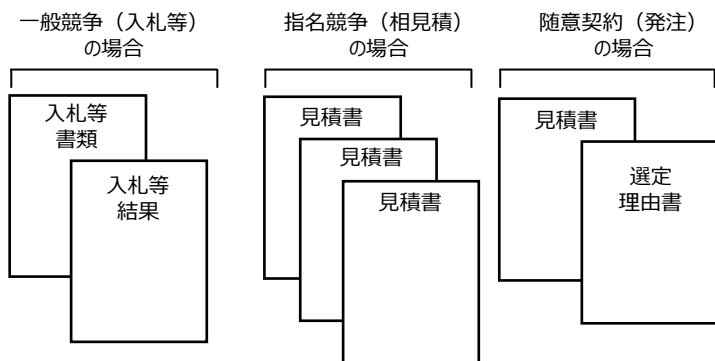 一般競争（入札等）
の場合
入札等
書類
入札等
結果
指名競争（相見積）
の場合
見積書
見積書
見積書
随意契約（発注）
の場合
見積書
選定
理由書